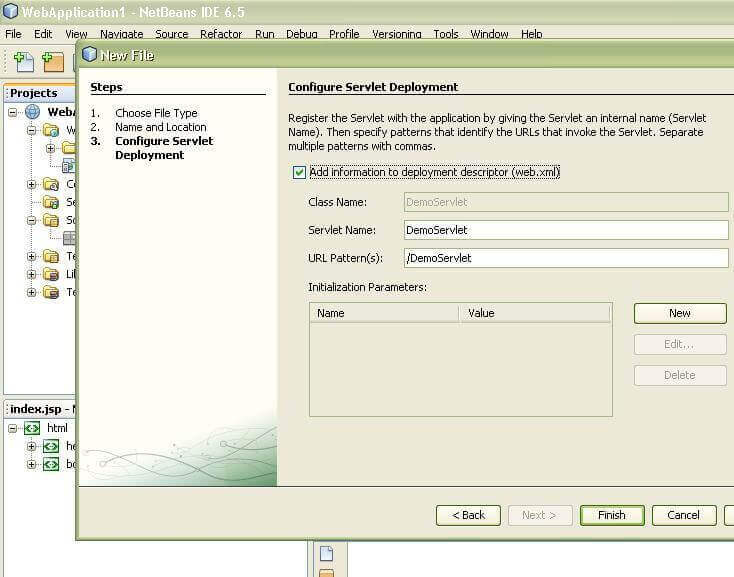 WebApplication1 - NetBeans IDE 6.5
File Edit View Navigate Source Refactor Run Debug Profile Versioning Tools Window Help
New File
Projects
Steps
1. Choose File Type
2. Name and Location
3. Configure Servlet
Deployment
Configure Servlet Deployment
Register the Servlet with the application by giving the Servlet an internal name (Servlet
Name). Then specify patterns that identify the URLs that invoke the Servlet. Separate
multiple patterns with commas.
Add information to deployment descriptor (web.xml)
Class Name: DemoServlet
Servlet Name: DemoServlet
URL Pattern(s): /DemoServlet
Initialization Parameters:
Name Value
New
Edit...
Delete
index.jsp -
html
< Back Next > Finish Cancel